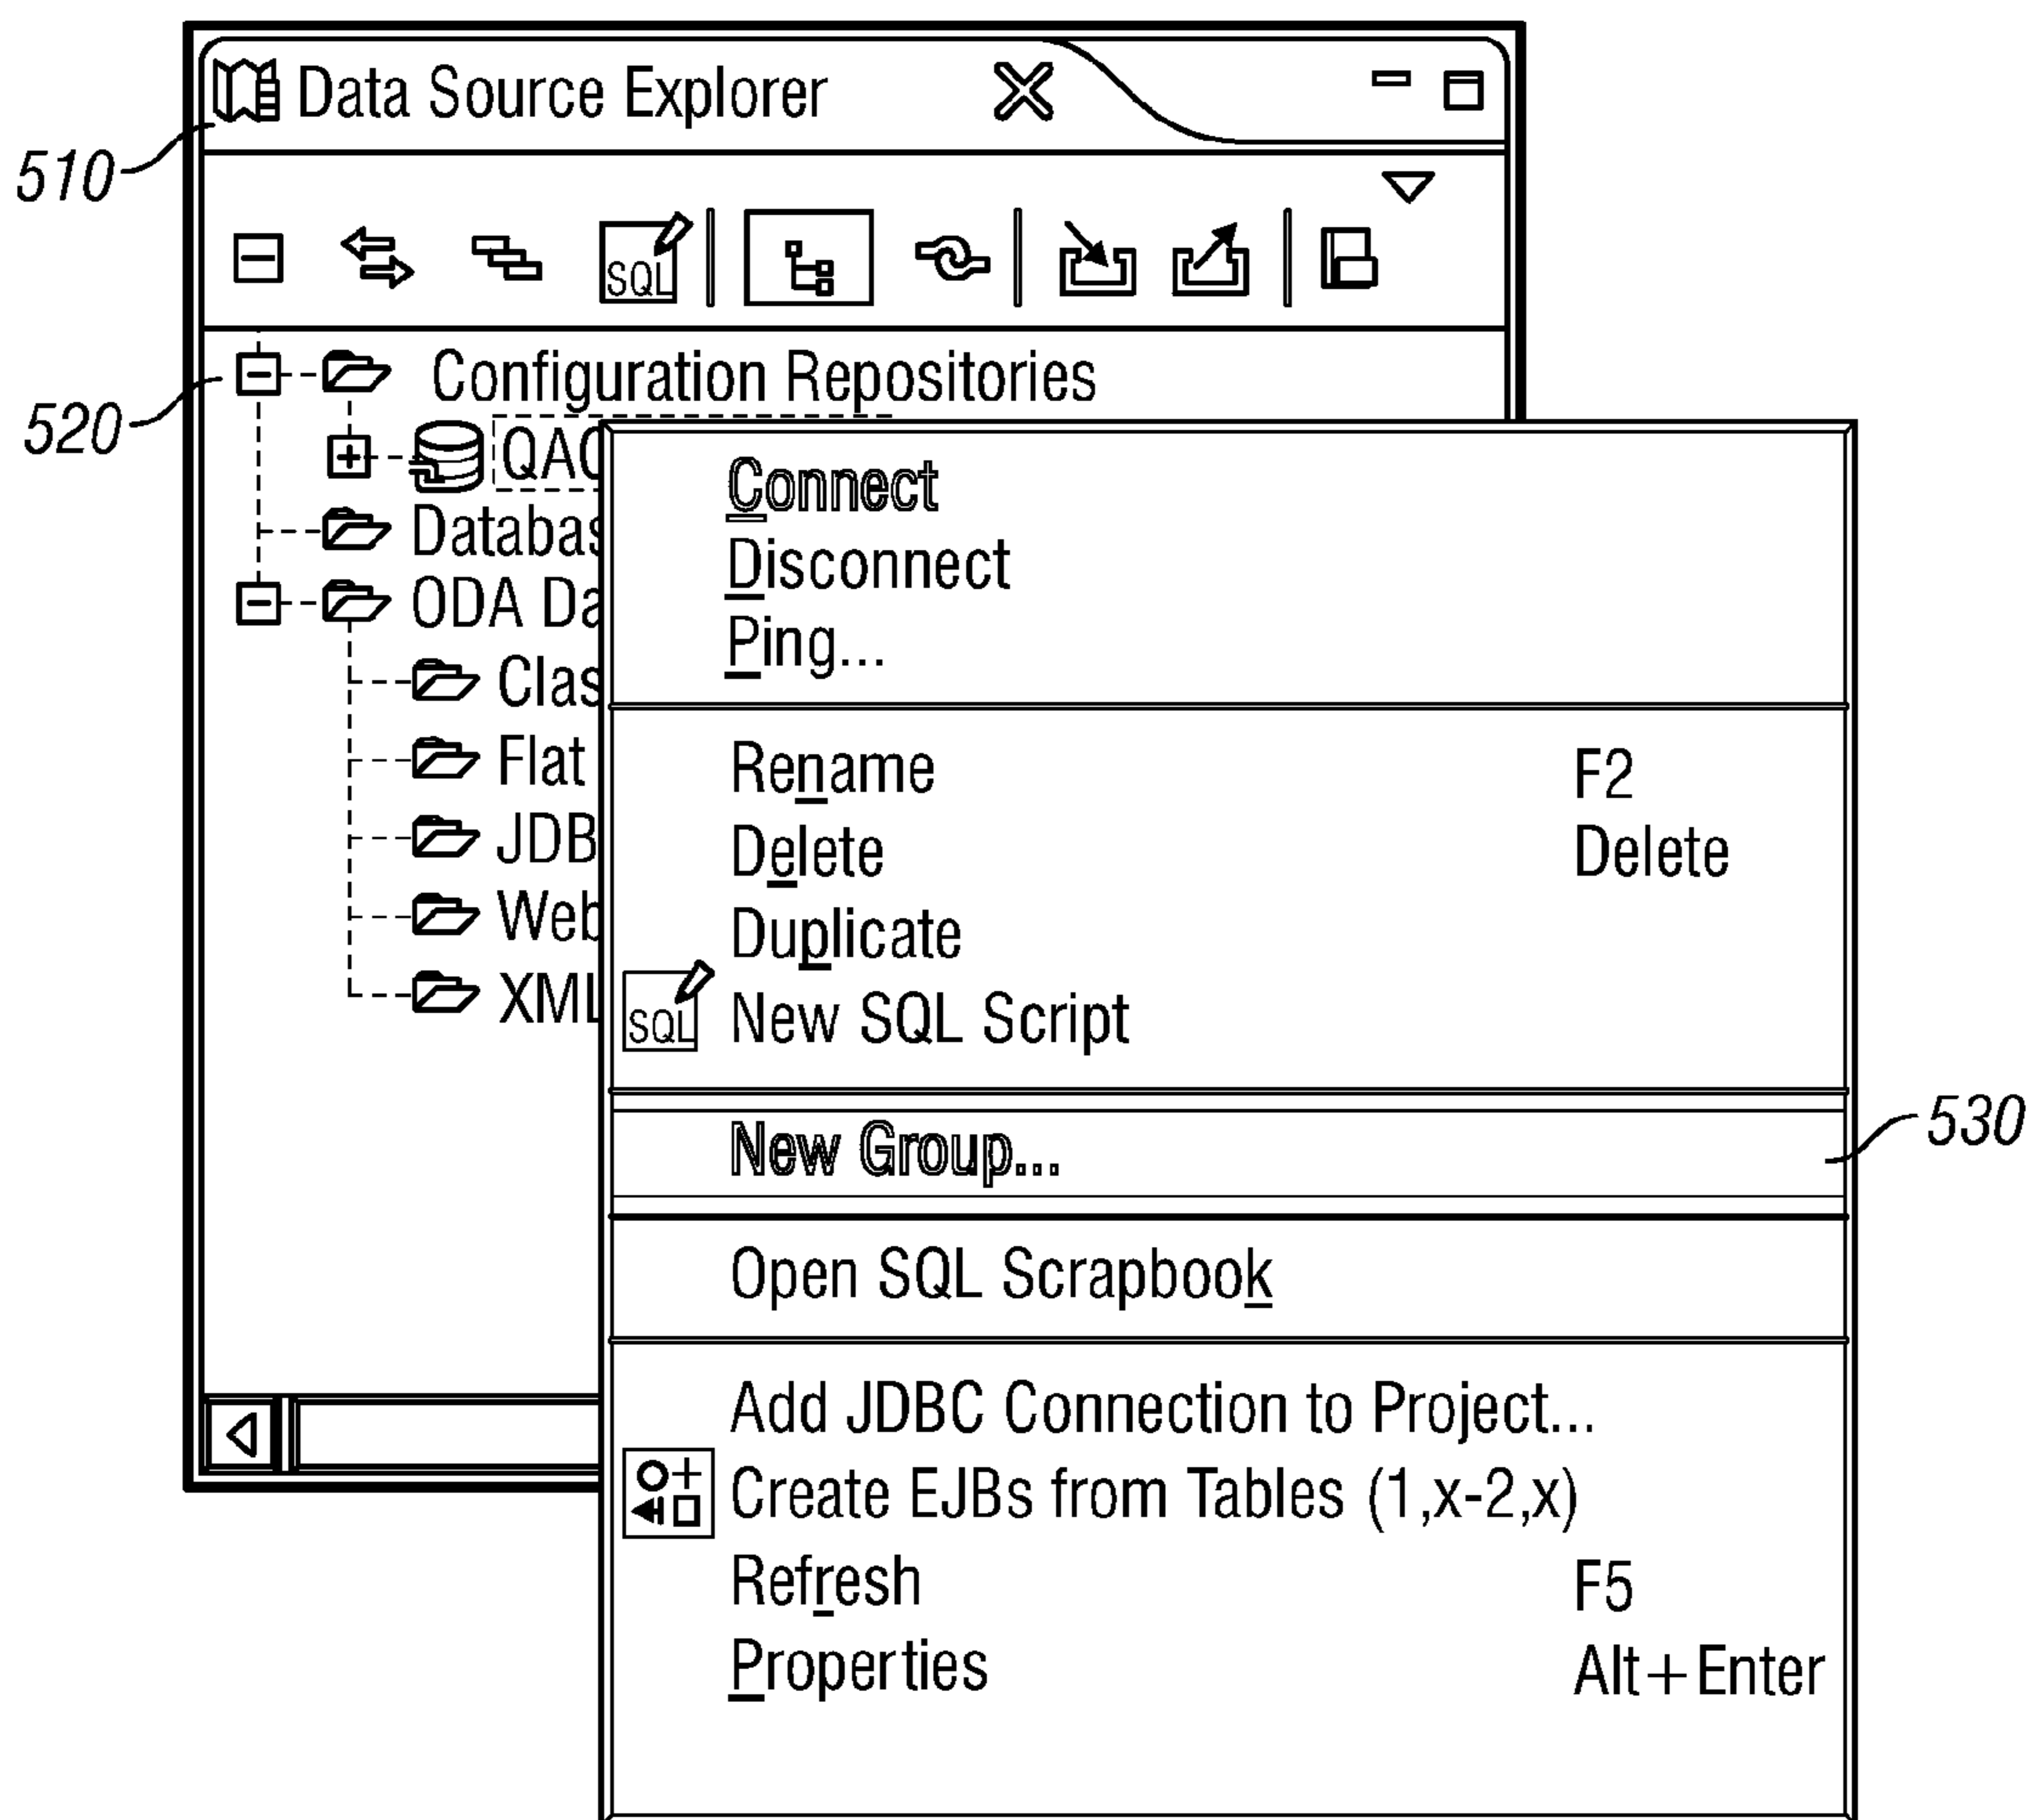 Data Source Explorer
510
SQL
Configuration Repositories
520
QAC
Databas
ODA Da
Clas
Flat
JDB
Web
XML
Connect
Disconnect
Ping...
Rename F2
Delete Delete
Duplicate
SQL New SQL Script
New Group...
530
Open SQL Scrapbook
Add JDBC Connection to Project...
Create EJBs from Tables (1,x-2,x)
Refresh F5
Properties Alt+Enter